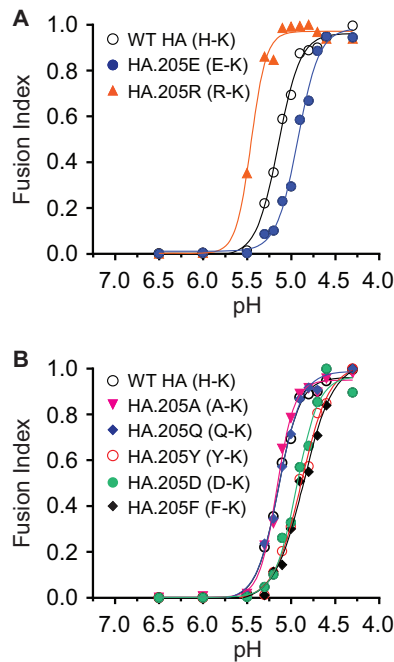 A
1.0
0.8
0.6
0.4
0.2
0.0
Fusion Index
WT HA (H-K)
HA.205E (E-K)
HA.205R (R-K)
7.0 6.5 6.0 5.5 5.0 4.5 4.0
pH
B
1.0
0.8
0.6
0.4
0.2
0.0
Fusion Index
WT HA (H-K)
HA.205A (A-K)
HA.205Q (Q-K)
HA.205Y (Y-K)
HA.205D (D-K)
HA.205F (F-K)
7.0 6.5 6.0 5.5 5.0 4.5 4.0
pH